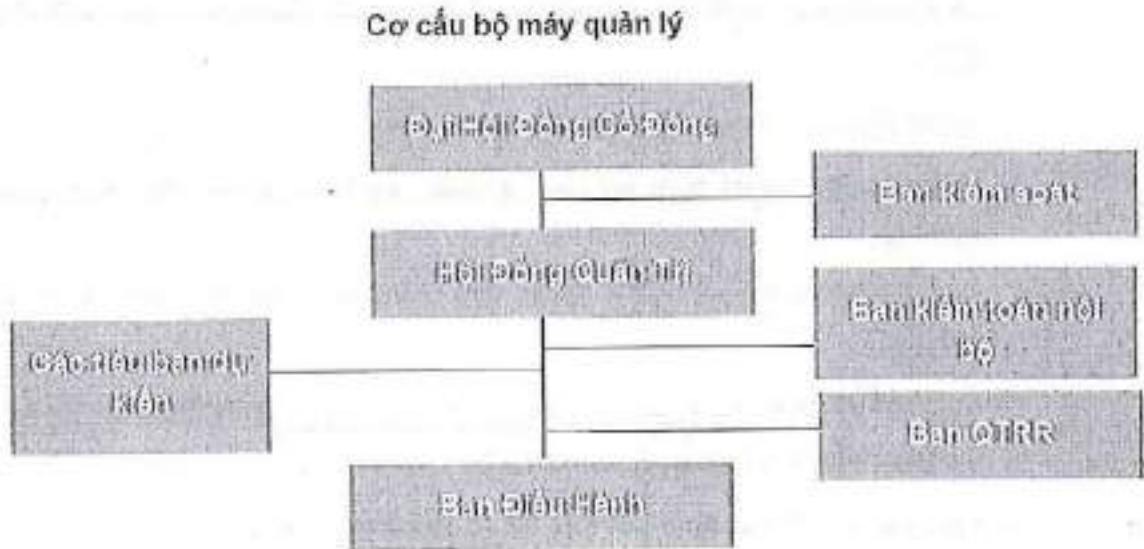 Cơ cấu bộ máy quản lý
Đại Hội Đồng Cổ Đông
Ban kiểm soát
Hội Đồng Quản Trị
Ban kiểm toán nội
bộ
Các tiểu ban dự
kiến
Ban QTRR
Ban Điều Hành